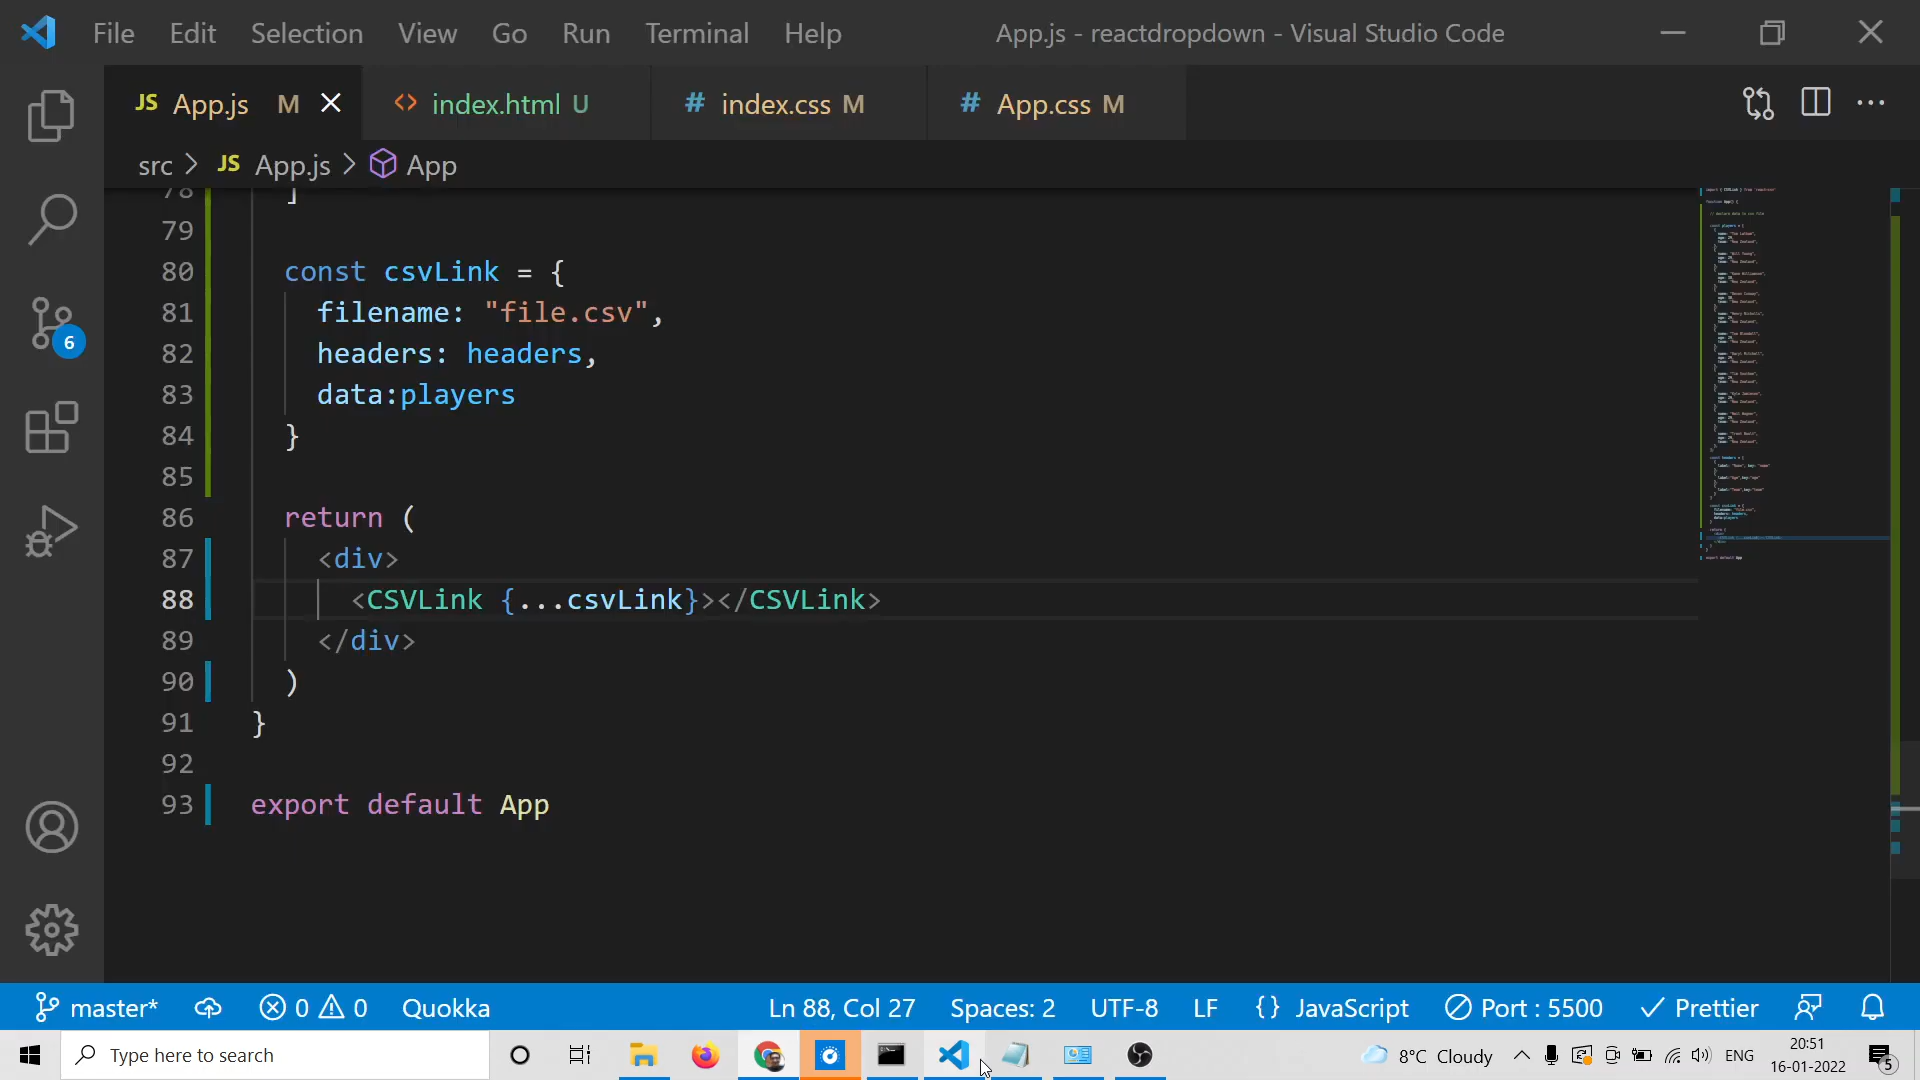 File Edit Selection View Go Run Terminal Help App.js - reactdropdown - Visual Studio Code
JS App.js M <> index.html U # index.css M # App.css M
src > JS App.js > App
78 ]
79
80 const csvLink = {
81 filename: "file.csv",
82 headers: headers,
83 data:players
84 }
85
86 return (
87 <div>
88 <CSVLink {...csvLink}></CSVLink>
89 </div>
90 )
91 }
92
93 export default App
6
master* 0 0 Quokka Ln 88, Col 27 Spaces: 2 UTF-8 LF {} JavaScript Port : 5500 Prettier
Type here to search 8°C Cloudy ENG 20:51
16-01-2022 5